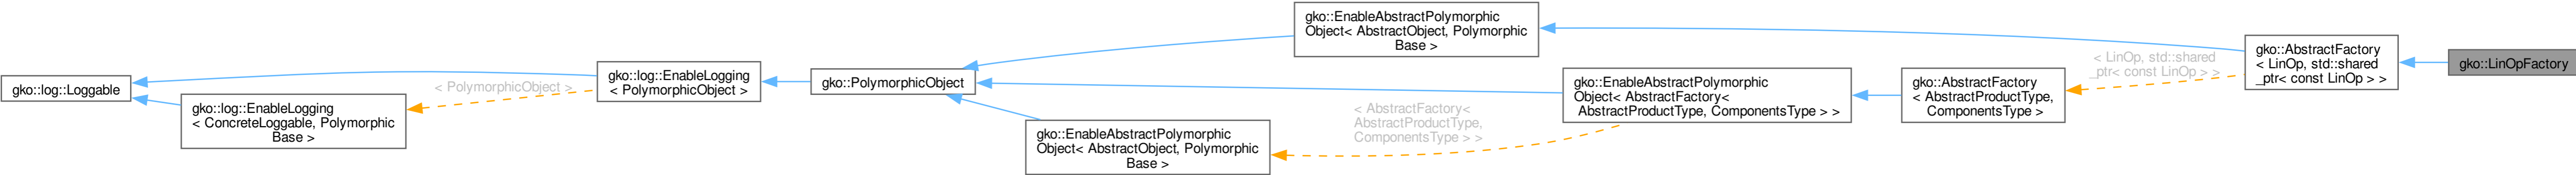 gko::log::Loggable
gko::log::EnableLogging
< ConcreteLoggable, Polymorphic
Base >
< PolymorphicObject >
gko::log::EnableLogging
< PolymorphicObject >
gko::PolymorphicObject
gko::EnableAbstractPolymorphic
Object< AbstractObject, Polymorphic
Base >
gko::EnableAbstractPolymorphic
Object< AbstractObject, Polymorphic
Base >
< AbstractFactory<
AbstractProductType,
ComponentsType > >
gko::EnableAbstractPolymorphic
Object< AbstractFactory<
AbstractProductType, ComponentsType > >
gko::AbstractFactory
< AbstractProductType,
ComponentsType >
< LinOp, std::shared
_ptr< const LinOp > >
gko::AbstractFactory
< LinOp, std::shared
_ptr< const LinOp > >
gko::LinOpFactory